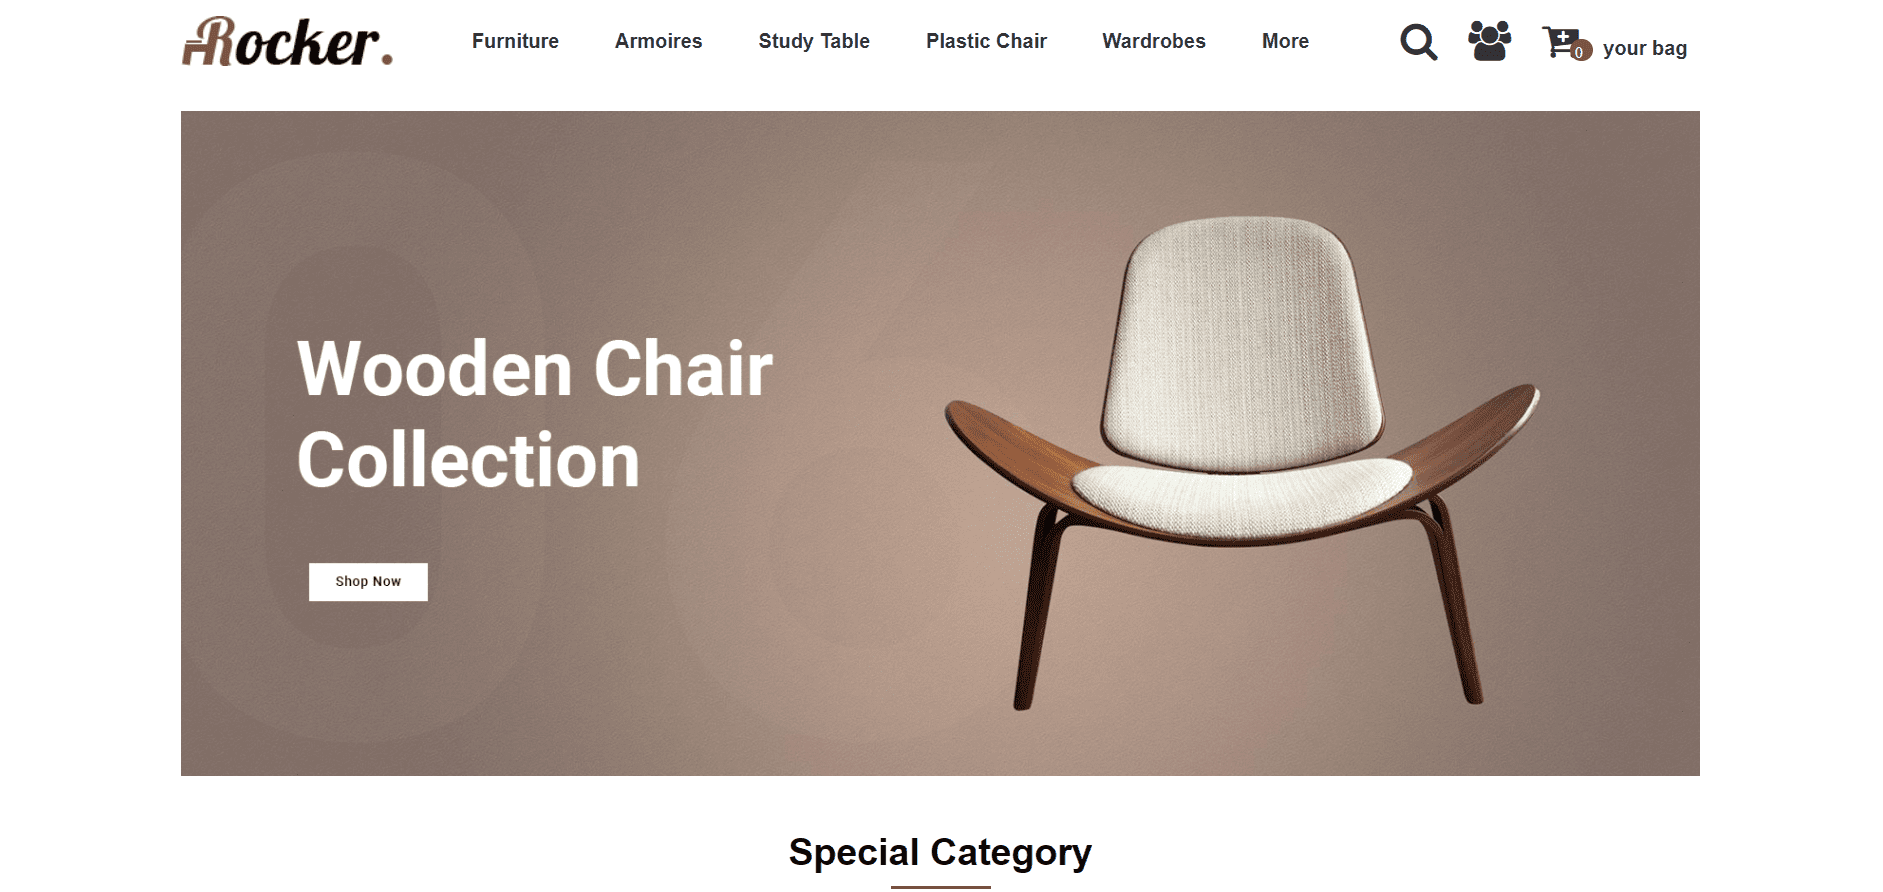 Rocker.
Furniture Armoires Study Table Plastic Chair Wardrobes More
0 your bag
06
Wooden Chair
Collection
Shop Now
Special Category